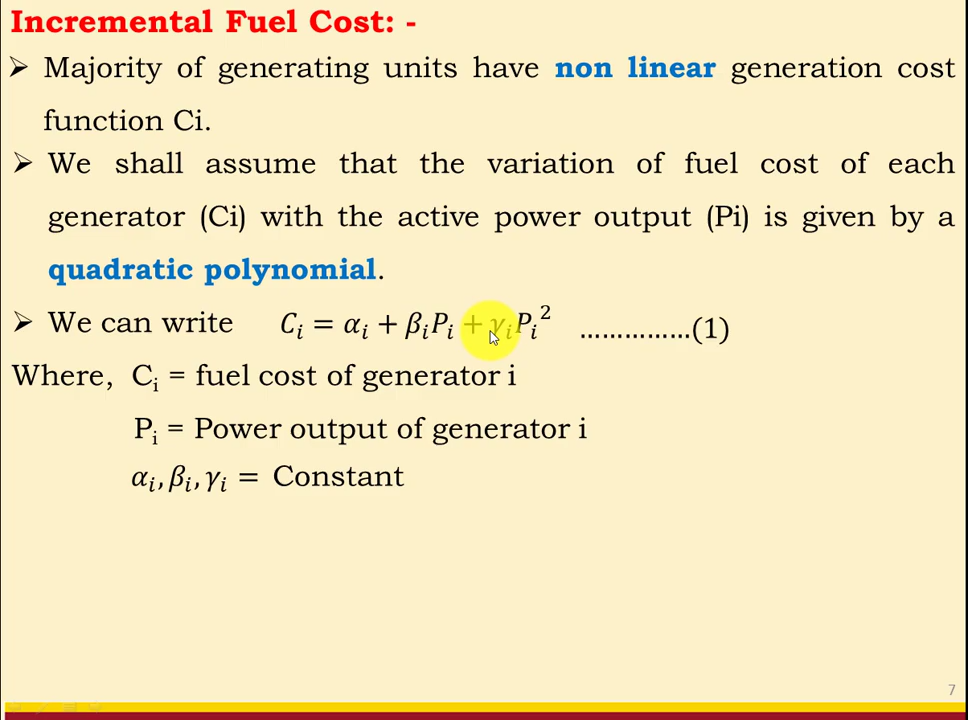 Incremental Fuel Cost: -
➢ Majority of generating units have non linear generation cost
function Ci.
➢ We shall assume that the variation of fuel cost of each
generator (Ci) with the active power output (Pi) is given by a
quadratic polynomial.
➢ We can write Cᵢ = αᵢ + βᵢPᵢ + γᵢPᵢ² ……………(1)
Where, Cᵢ = fuel cost of generator i
Pᵢ = Power output of generator i
αᵢ, βᵢ, γᵢ = Constant
7